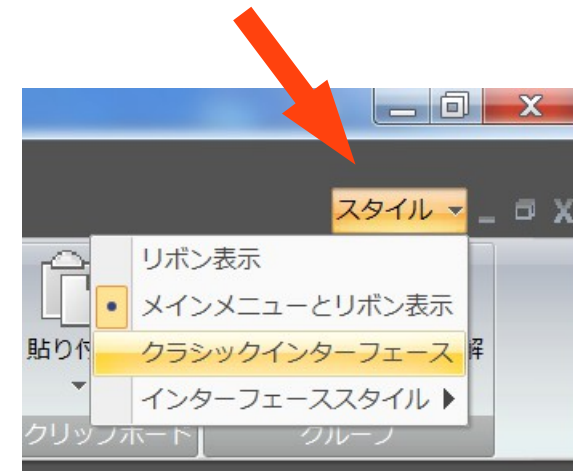 スタイル
リボン表示
メインメニューとリボン表示
貼り付
クラシックインターフェース
解
インターフェーススタイル
クリップボード
グループ